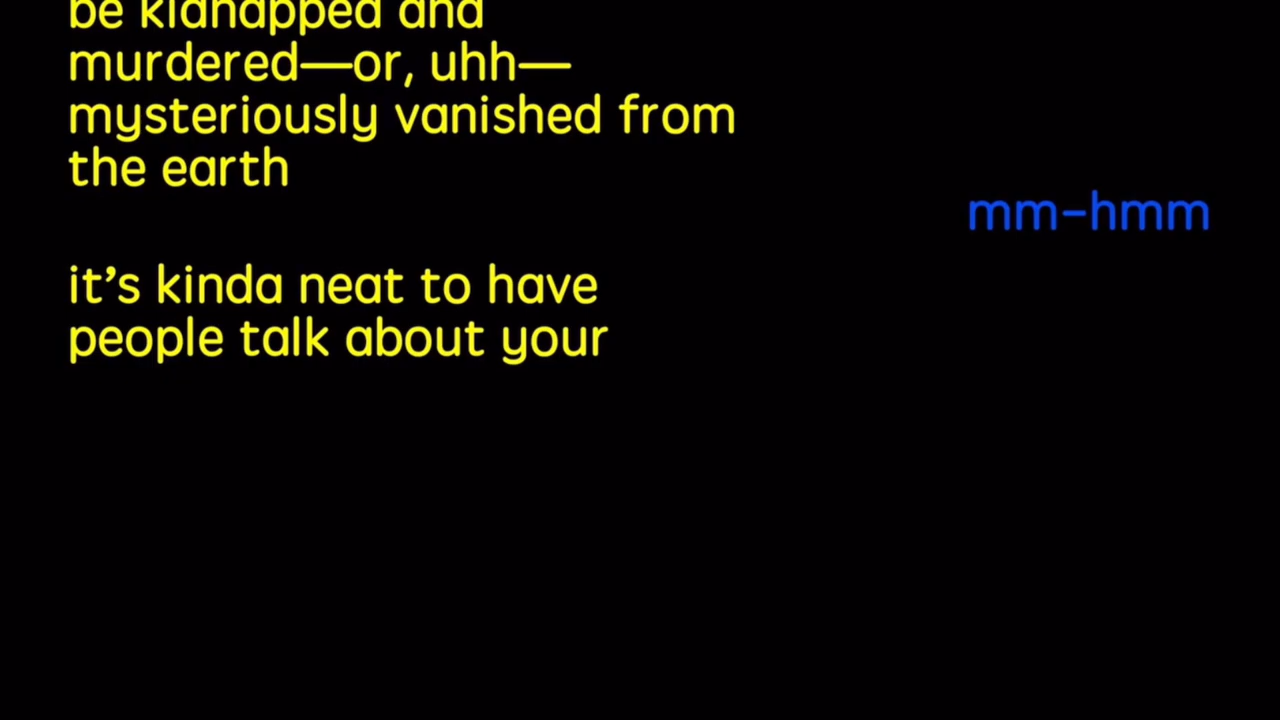 be kidnapped and
murdered—or, uhh—
mysteriously vanished from
the earth
mm-hmm
it's kinda neat to have
people talk about your